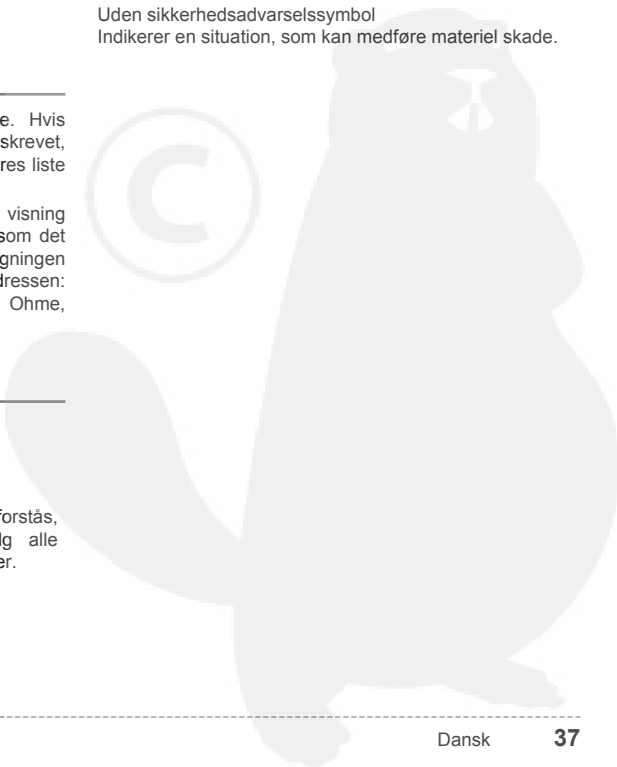 Uden sikkerhedsadvarselssymbol
Indikerer en situation, som kan medføre materiel skade.
e. Hvis
skrevet,
res liste
visning
som det
gningen
dressen:
Ohme,
forstås,
lg alle
er.
©
Dansk 37